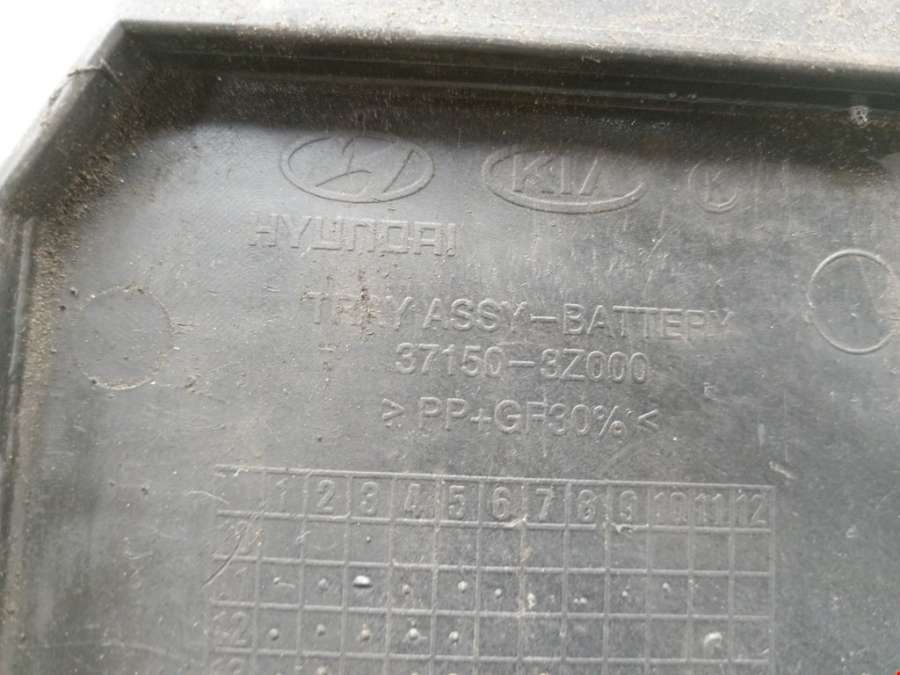 KIA
HYUNDAI
TRAY ASSY-BATTERY
37150-3Z000
> PP+GF30% <
1 2 3 4 5 6 7 8 9 10 11 12